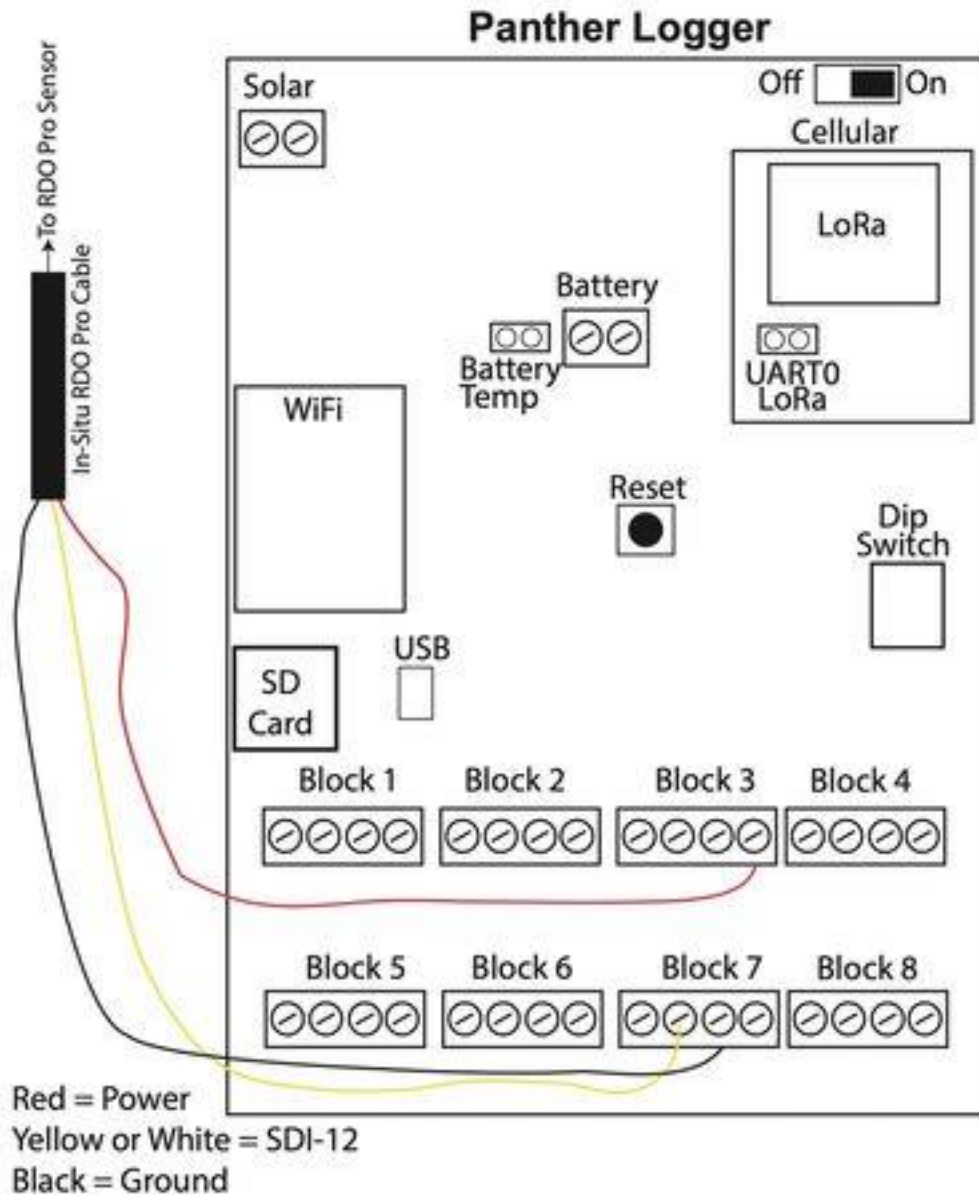 Panther Logger
Solar
Off
On
Cellular
LoRa
To RDO Pro Sensor
In-Situ RDO Pro Cable
Battery
Battery
Temp
UART0
LoRa
WiFi
Reset
Dip
Switch
USB
SD
Card
Block 1
Block 2
Block 3
Block 4
Block 5
Block 6
Block 7
Block 8
Red = Power
Yellow or White = SDI-12
Black = Ground